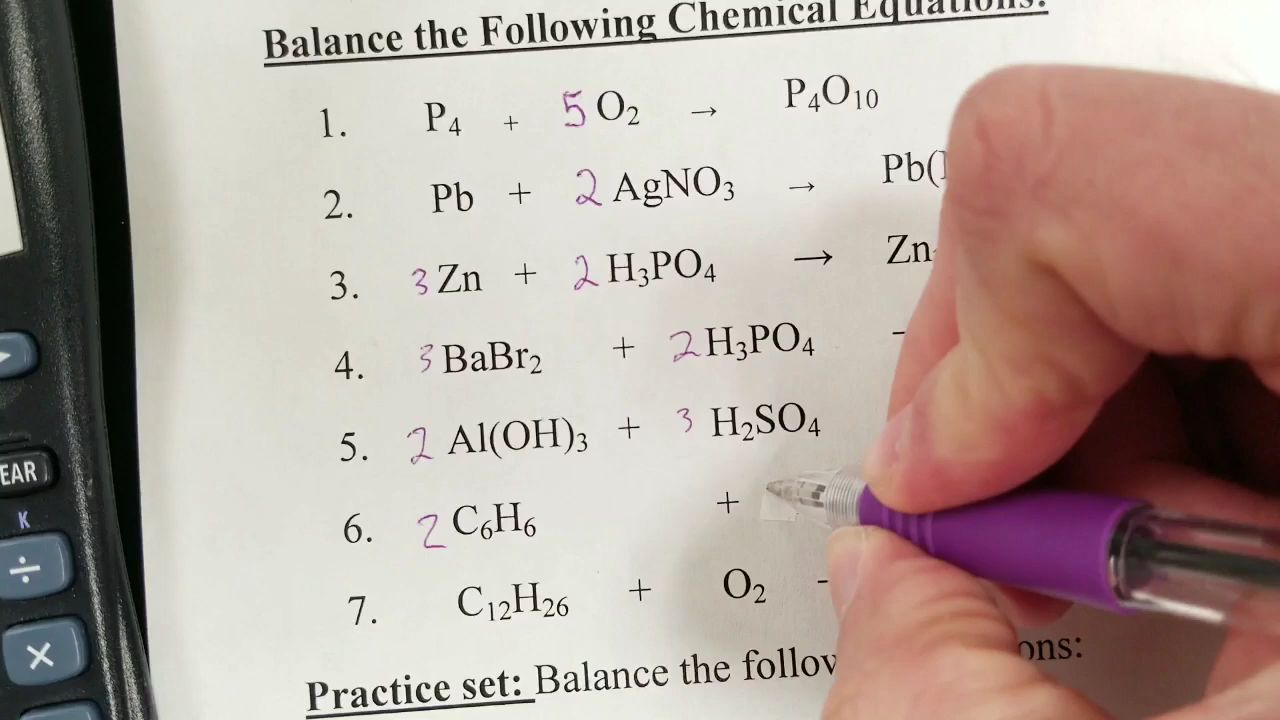 Balance the Following Chemical Equations:
1. P₄ + 5 O₂ → P₄O₁₀
2. Pb + 2 AgNO₃ → Pb(
3. 3 Zn + 2 H₃PO₄ → Zn
4. 3 BaBr₂ + 2 H₃PO₄
5. 2 Al(OH)₃ + 3 H₂SO₄
6. 2 C₆H₆ +
7. C₁₂H₂₆ + O₂
Practice set: Balance the follow ons:
EAR
K
÷
×